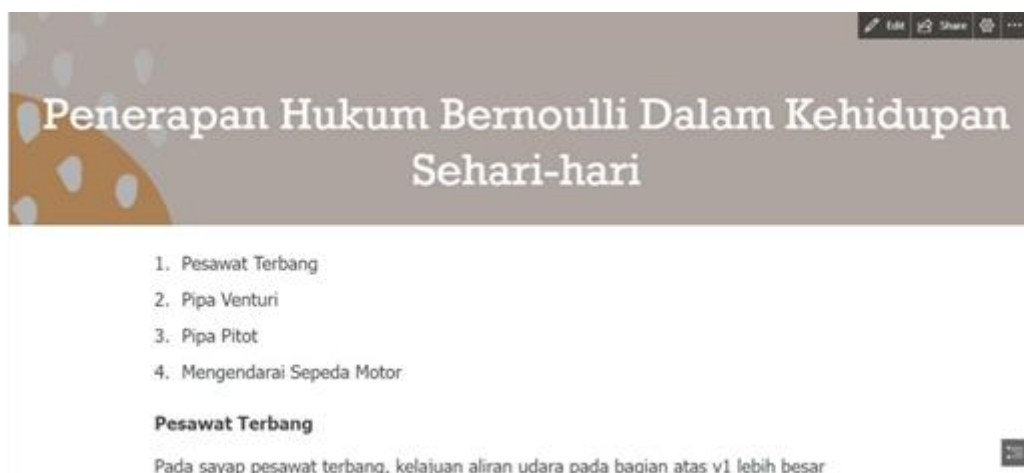 Edit Share
Penerapan Hukum Bernoulli Dalam Kehidupan
Sehari-hari
1. Pesawat Terbang
2. Pipa Venturi
3. Pipa Pitot
4. Mengendarai Sepeda Motor
Pesawat Terbang
Pada sayap pesawat terbang, kelajuan aliran udara pada bagian atas v1 lebih besar